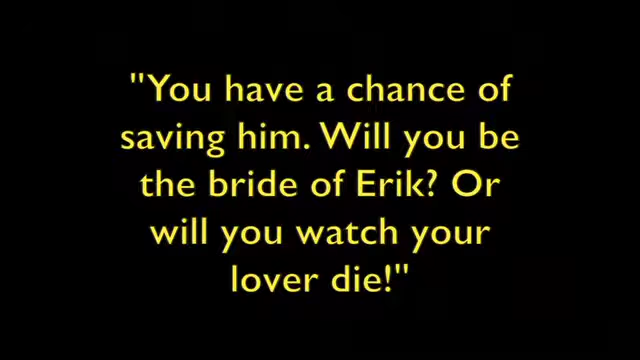 "You have a chance of
saving him. Will you be
the bride of Erik? Or
will you watch your
lover die!"